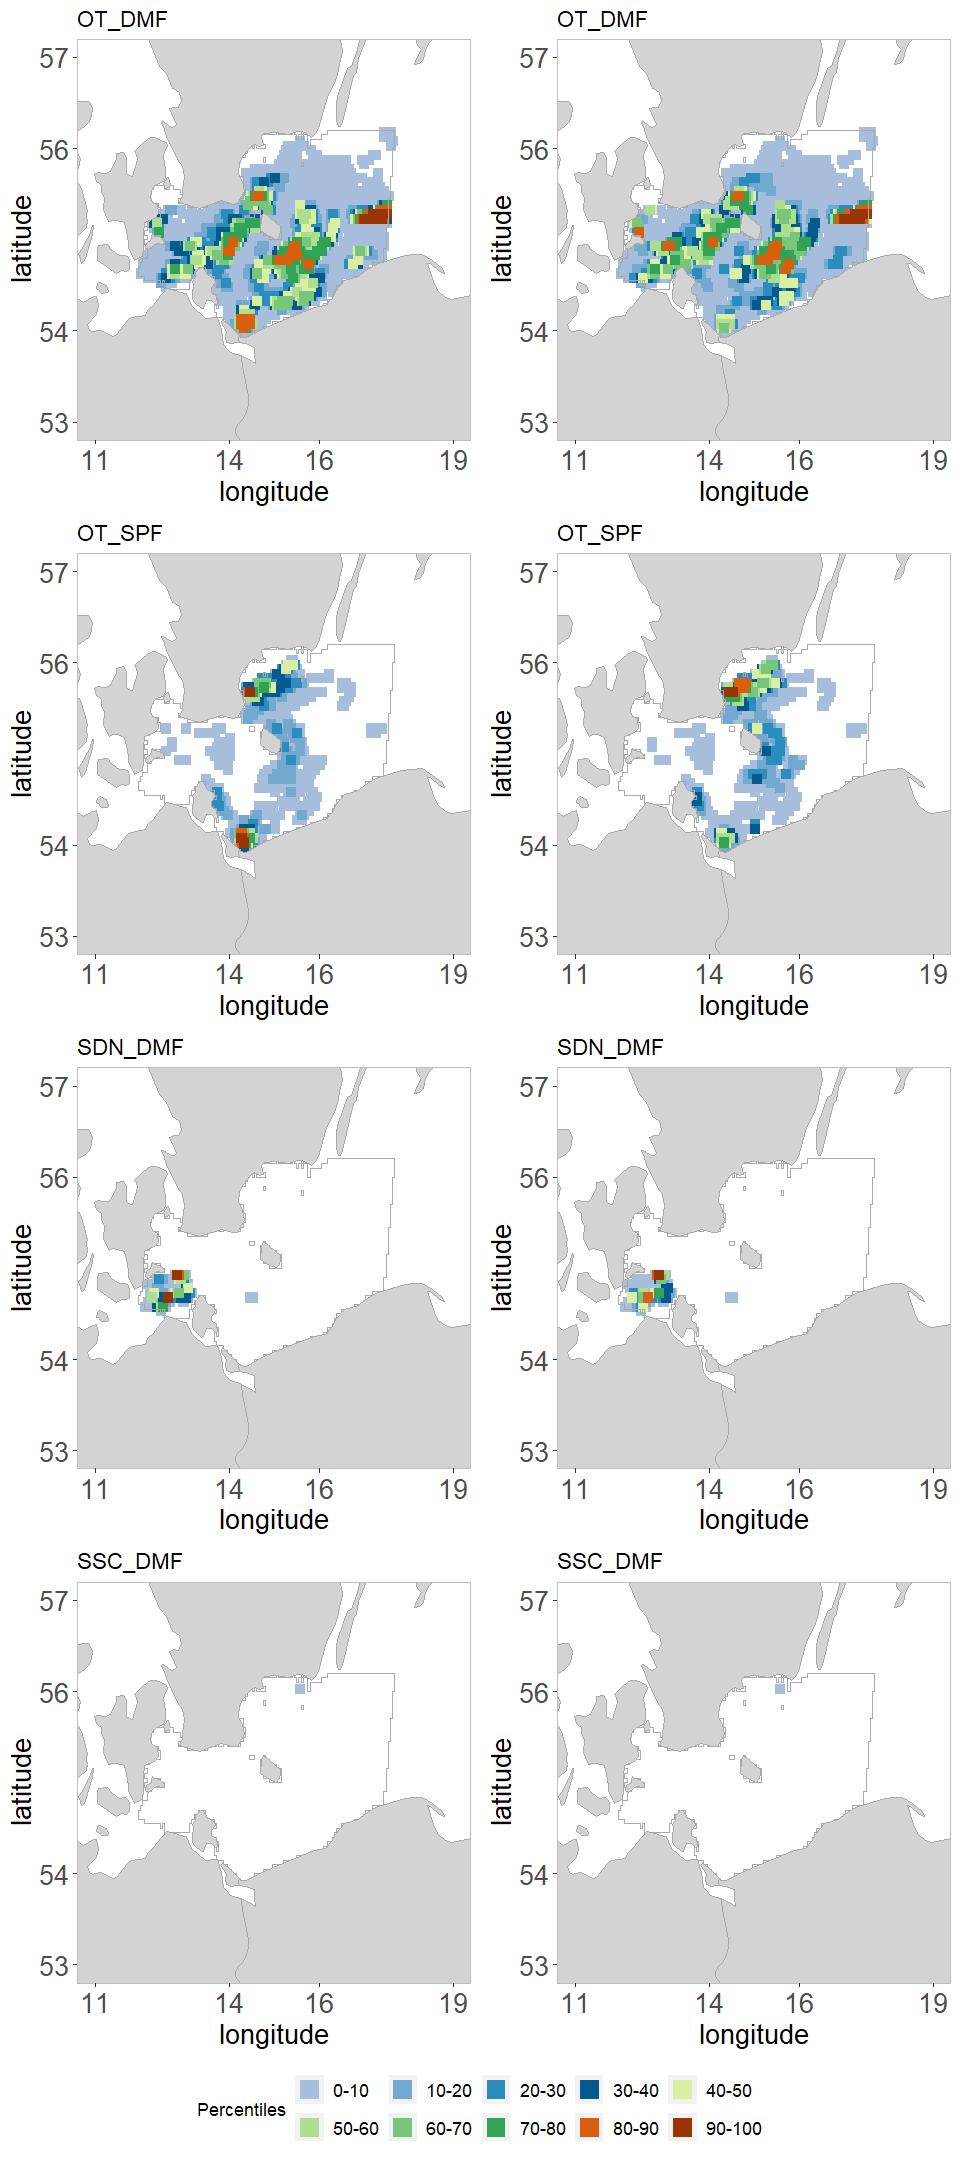 OT_DMF OT_DMF
57 57
56 56
54 54
53 53
latitude latitude
11 14 16 19 11 14 16 19
longitude longitude
OT_SPF OT_SPF
57 57
56 56
54 54
53 53
latitude latitude
11 14 16 19 11 14 16 19
longitude longitude
SDN_DMF SDN_DMF
57 57
56 56
54 54
53 53
latitude latitude
11 14 16 19 11 14 16 19
longitude longitude
SSC_DMF SSC_DMF
57 57
56 56
54 54
53 53
latitude latitude
11 14 16 19 11 14 16 19
longitude longitude
Percentiles
0-10 10-20 20-30 30-40 40-50
50-60 60-70 70-80 80-90 90-100